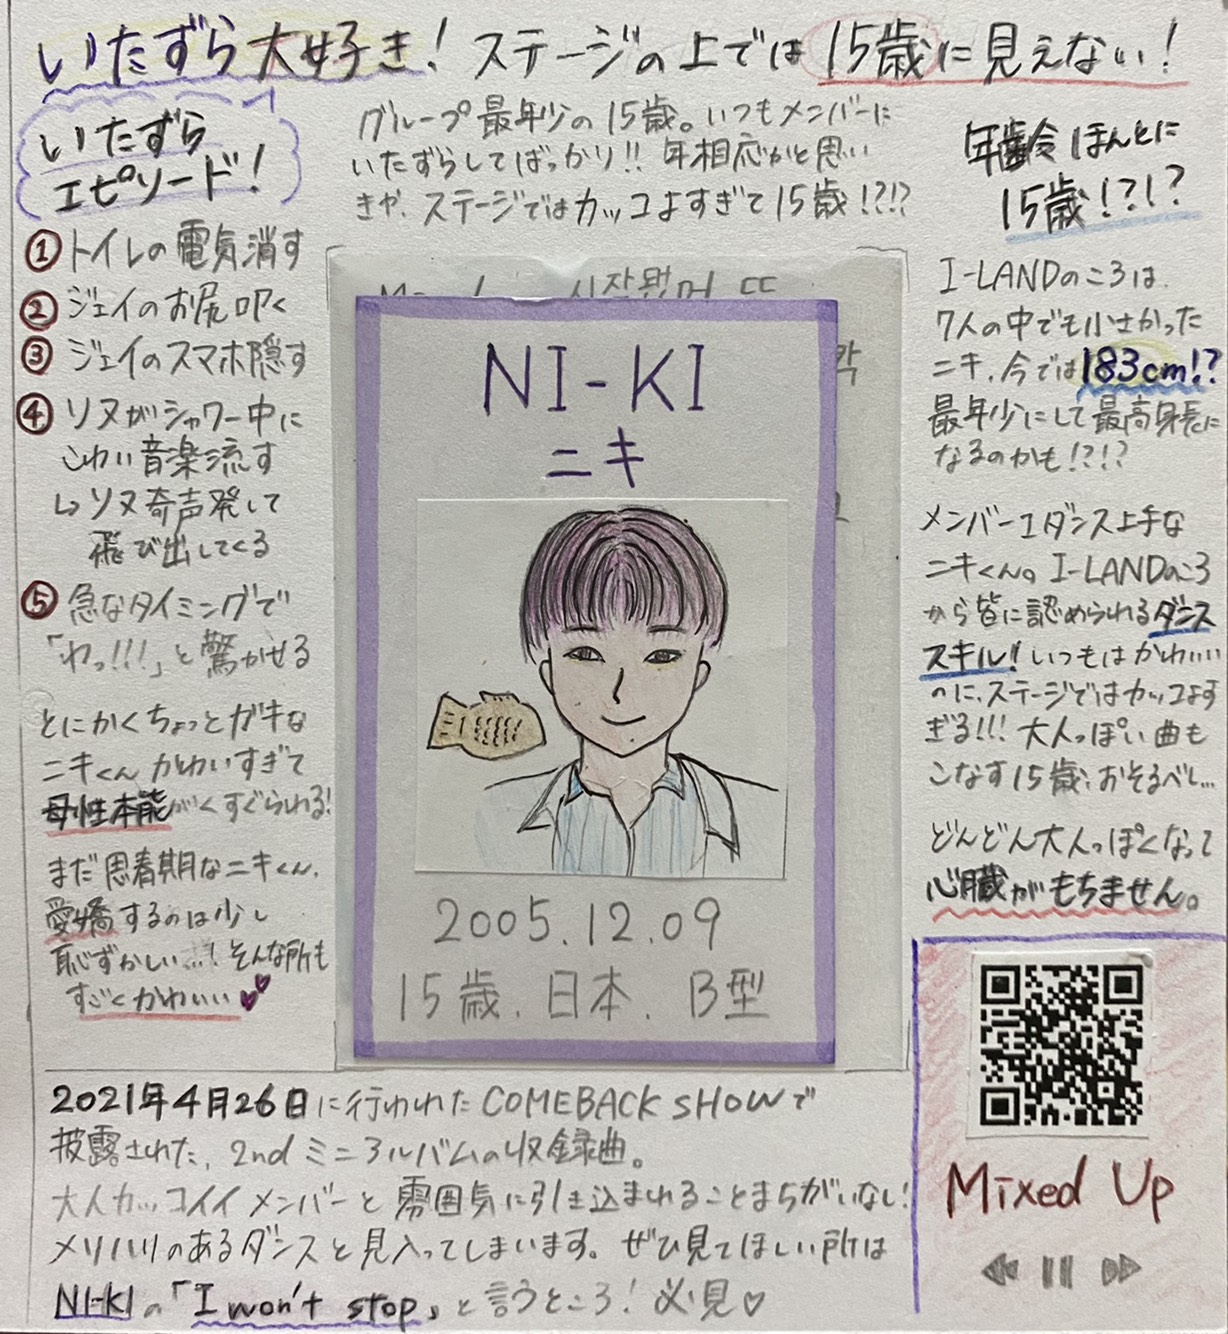 いたずら大好き！ステージの上では15歳に見えない！
いたずら
エピソード！
①トイレの電気消す
②ジェイのお尻叩く
③ジェイのスマホ隠す
④ソヌがシャワー中に
こわい音楽流す
↳ソヌ奇声発して
飛び出してくる
⑤急なタイミングで
「わっ!!!」と驚かせる
とにかくちょっとガキな
ニキくんかわいすぎて
母性本能がくすぐられる!
まだ思春期なニキくん、
愛嬌するのは少し
恥ずかしい…! そんな所も
すごくかわいい
グループ最年少の15歳。いつもメンバーに
いたずらしてばっかり!! 年相応かと思い
きや、ステージではカッコよすぎて15歳!?!?
시작됐어 또
NI-KI
ニキ
2005.12.09
15歳. 日本. B型
年齢ほんとに
15歳!?!?
I-LANDのころは
7人の中でも小さかった
ニキ、今では183cm!?
最年少にして最高身長に
なるのかも!?!?
メンバー1ダンス上手な
ニキくん。I-LANDのころ
から皆に認められるダンス
スキル! いつもはかわいい
のに、ステージではカッコよす
ぎる!!! 大人っぽい曲も
こなす15歳、おそるべし…
どんどん大人っぽくなって
心臓がもちません。
2021年4月26日に行われたCOMEBACK SHOWで
披露された、2ndミニアルバムの収録曲。
大人カッコイイメンバーと雰囲気に引き込まれることまちがいない!
メリハリのあるダンスと見入ってしまいます。ぜひ見てほしい所は
NI-KIの「I won't stop」と言うところ! 必見♡
Mixed Up